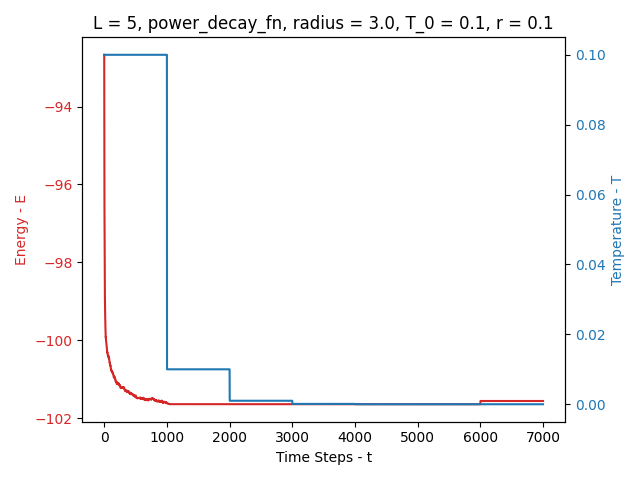 L = 5, power_decay_fn, radius = 3.0, T_0 = 0.1, r = 0.1
Energy - E
−94
−96
−98
−100
−102
0.10
0.08
0.06
0.04
0.02
0.00
Temperature - T
0 1000 2000 3000 4000 5000 6000 7000
Time Steps - t